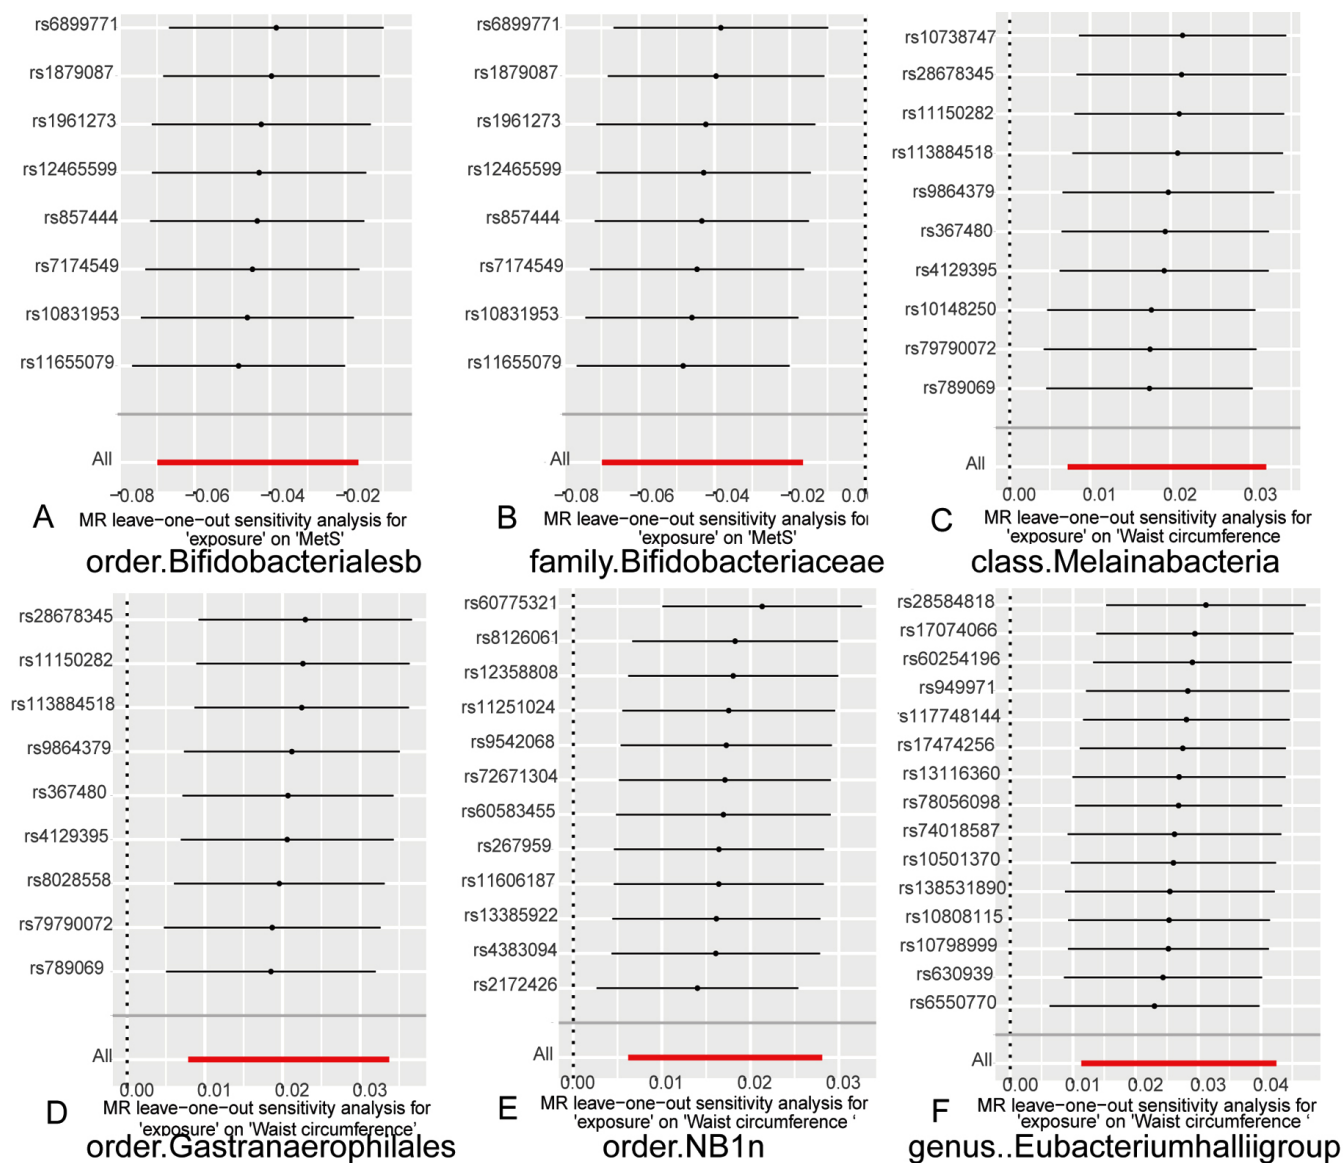 rs6899771
rs1879087
rs1961273
rs12465599
rs857444
rs7174549
rs10831953
rs11655079
All
−0.08 −0.06 −0.04 −0.02
A
MR leave−one−out sensitivity analysis for
'exposure' on 'MetS'
order.Bifidobacterialesb
rs6899771
rs1879087
rs1961273
rs12465599
rs857444
rs7174549
rs10831953
rs11655079
All
−0.08 −0.06 −0.04 −0.02 0.0
B
MR leave−one−out sensitivity analysis for
'exposure' on 'MetS'
family.Bifidobacteriaceae
rs10738747
rs28678345
rs11150282
rs113884518
rs9864379
rs367480
rs4129395
rs10148250
rs79790072
rs789069
All
0.00 0.01 0.02 0.03
C
MR leave−one−out sensitivity analysis for
'exposure' on 'Waist circumference
class.Melainabacteria
rs28678345
rs11150282
rs113884518
rs9864379
rs367480
rs4129395
rs8028558
rs79790072
rs789069
All
0.00 0.01 0.02 0.03
D
MR leave−one−out sensitivity analysis for
'exposure' on 'Waist circumference'
order.Gastranaerophilales
rs60775321
rs8126061
rs12358808
rs11251024
rs9542068
rs72671304
rs60583455
rs267959
rs11606187
rs13385922
rs4383094
rs2172426
All
0.00 0.01 0.02 0.03
E
MR leave−one−out sensitivity analysis for
'exposure' on 'Waist circumference '
order.NB1n
rs28584818
rs17074066
rs60254196
rs949971
s117748144
rs17474256
rs13116360
rs78056098
rs74018587
rs10501370
rs138531890
rs10808115
rs10798999
rs630939
rs6550770
All
0.00 0.01 0.02 0.03 0.04
F
MR leave−one−out sensitivity analysis for
'exposure' on 'Waist circumference '
genus..Eubacteriumhalliigroup